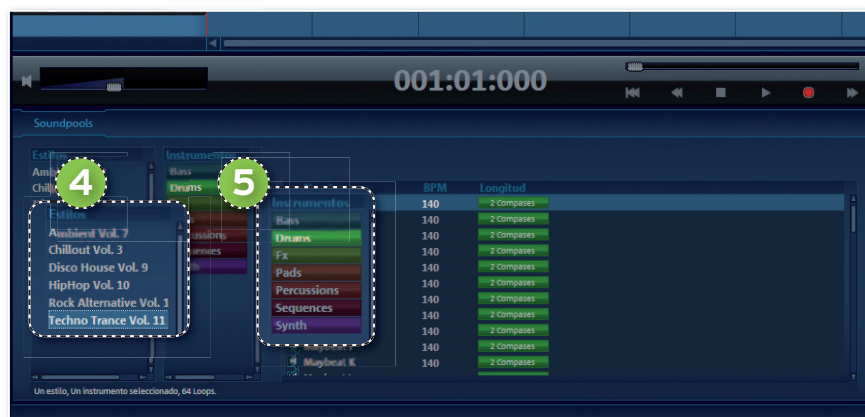 001:01:000
Soundpools
Estilos
Instrumentos
Bass
Drums
4
5
BPM
Longitud
Estilos
Ambient Vol. 7
Chillout Vol. 3
Disco House Vol. 9
HipHop Vol. 10
Rock Alternative Vol. 1
Techno Trance Vol. 11
Instrumentos
Bass
Drums
Fx
Pads
Percussions
Sequences
Synth
140 2 Compases
140 2 Compases
140 2 Compases
140 2 Compases
140 2 Compases
140 2 Compases
140 2 Compases
140 2 Compases
140 2 Compases
Maybeat K 140 2 Compases
Un estilo, Un instrumento seleccionado, 64 Loops.